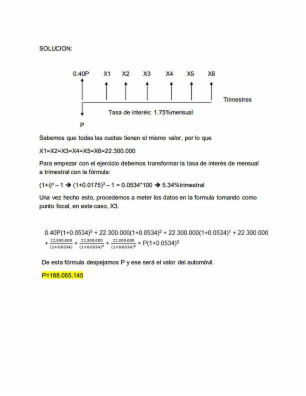 SOLUCION:
0.40P X1 X2 X3 X4 X5 X6
Trimestres
Tasa de interés: 1.75%mensual
P
Sabemos que todas las cuotas tienen el mismo valor, por lo que
X1=X2=X3=X4=X5=X6=22.300.000
Para empezar con el ejercicio debemos transformar la tasa de interés de mensual
a trimestral con la fórmula:
(1+i)ⁿ – 1 ➔ (1+0.0175)³ – 1 = 0.0534*100 ➔ 5.34%trimestral
Una vez hecho esto, procedemos a meter los datos en la formula tomando como
punto focal, en este caso, X3.
0.40P(1+0.0534)³ + 22.300.000(1+0.0534)² + 22.300.000(1+0.0534)¹ + 22.300.000
+ 22.300.000/(1+0.0534) + 22.300.000/(1+0.0534)² + 22.300.000/(1+0.0534)³ = P(1+0.0534)³
De esta fórmula despejamos P y ese será el valor del automóvil.
P=188.065.145